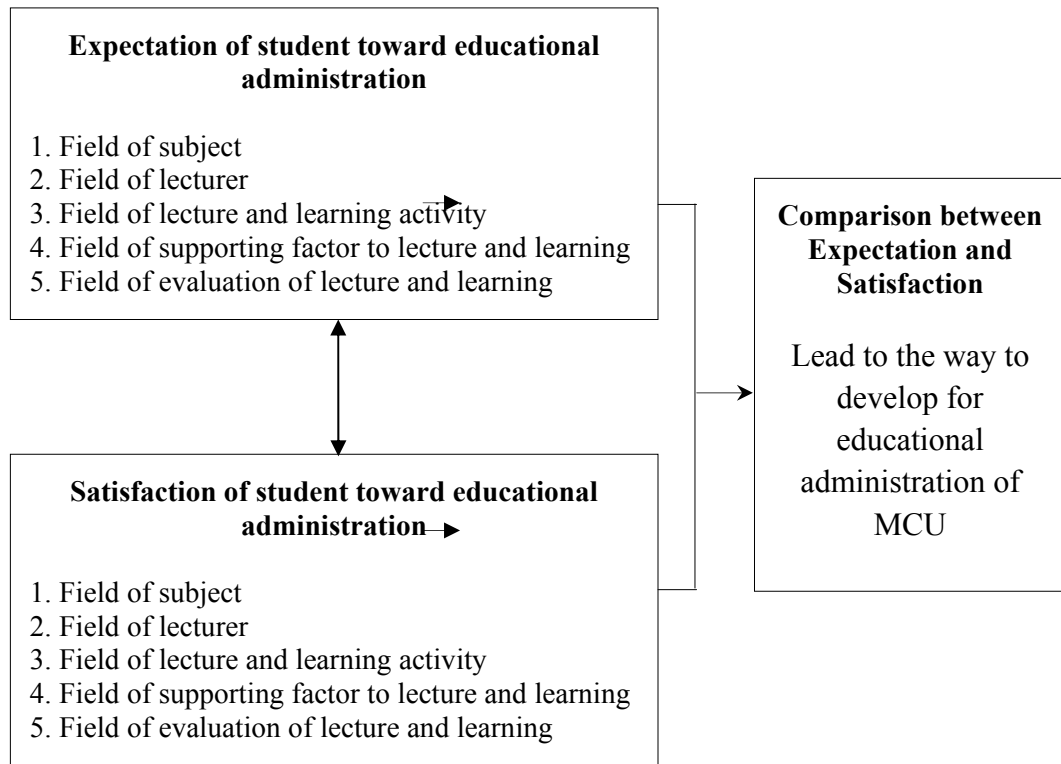 Expectation of student toward educational
administration
1. Field of subject
2. Field of lecturer
3. Field of lecture and learning activity
4. Field of supporting factor to lecture and learning
5. Field of evaluation of lecture and learning
Comparison between
Expectation and
Satisfaction
Lead to the way to
develop for
educational
administration of
MCU
Satisfaction of student toward educational
administration
1. Field of subject
2. Field of lecturer
3. Field of lecture and learning activity
4. Field of supporting factor to lecture and learning
5. Field of evaluation of lecture and learning